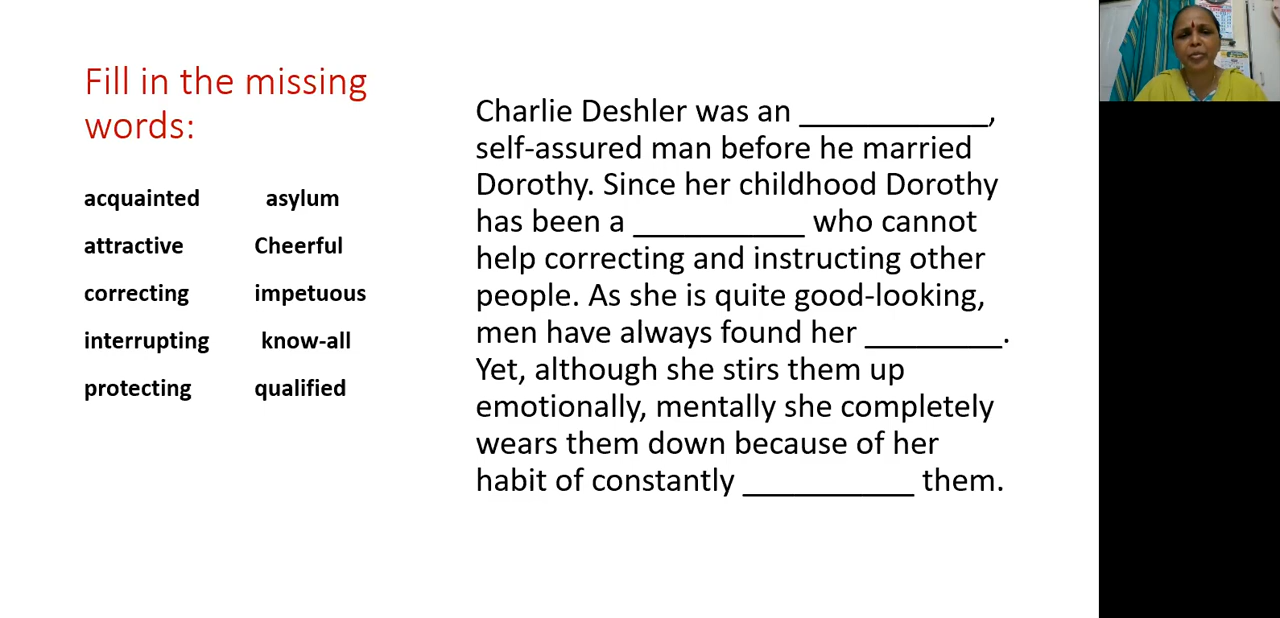 Fill in the missing
words:
acquainted asylum
attractive Cheerful
correcting impetuous
interrupting know-all
protecting qualified
Charlie Deshler was an ___________,
self-assured man before he married
Dorothy. Since her childhood Dorothy
has been a __________ who cannot
help correcting and instructing other
people. As she is quite good-looking,
men have always found her ________.
Yet, although she stirs them up
emotionally, mentally she completely
wears them down because of her
habit of constantly __________ them.